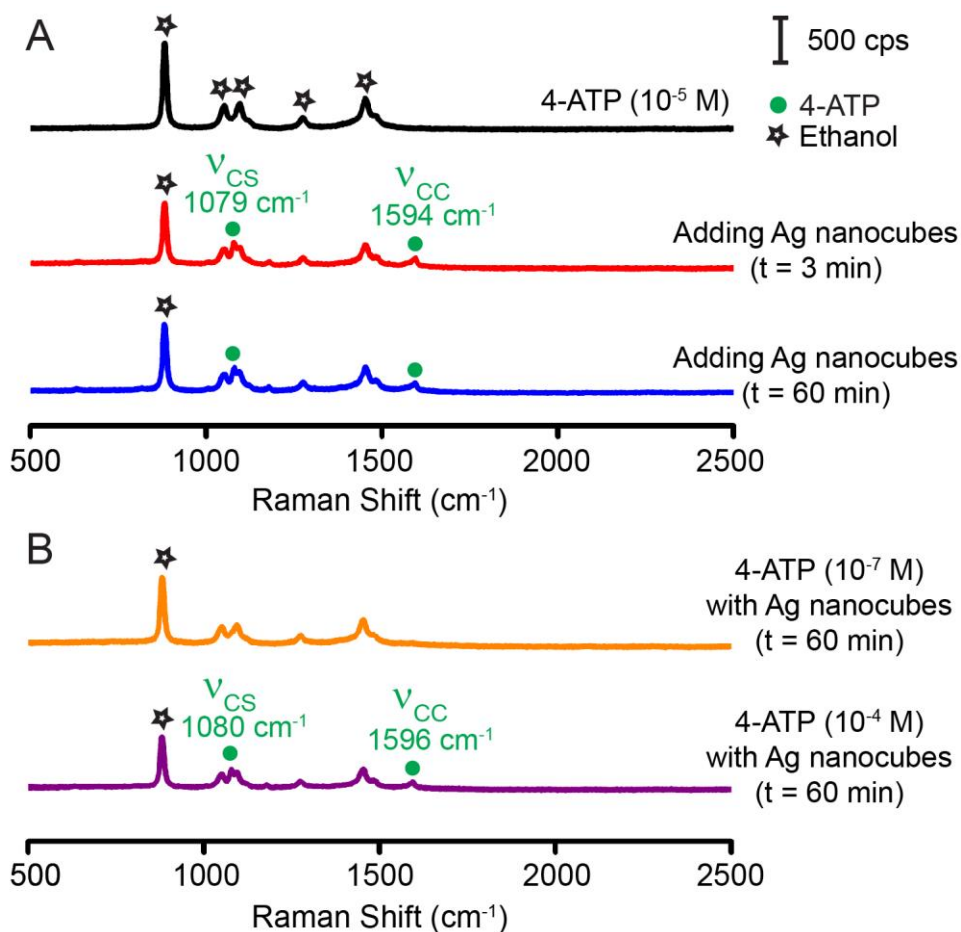 A
500 cps
4-ATP (10⁻⁵ M)
4-ATP
Ethanol
νCS
1079 cm⁻¹
νCC
1594 cm⁻¹
Adding Ag nanocubes
(t = 3 min)
Adding Ag nanocubes
(t = 60 min)
500 1000 1500 2000 2500
Raman Shift (cm⁻¹)
B
4-ATP (10⁻⁷ M)
with Ag nanocubes
(t = 60 min)
νCS
1080 cm⁻¹
νCC
1596 cm⁻¹
4-ATP (10⁻⁴ M)
with Ag nanocubes
(t = 60 min)
500 1000 1500 2000 2500
Raman Shift (cm⁻¹)